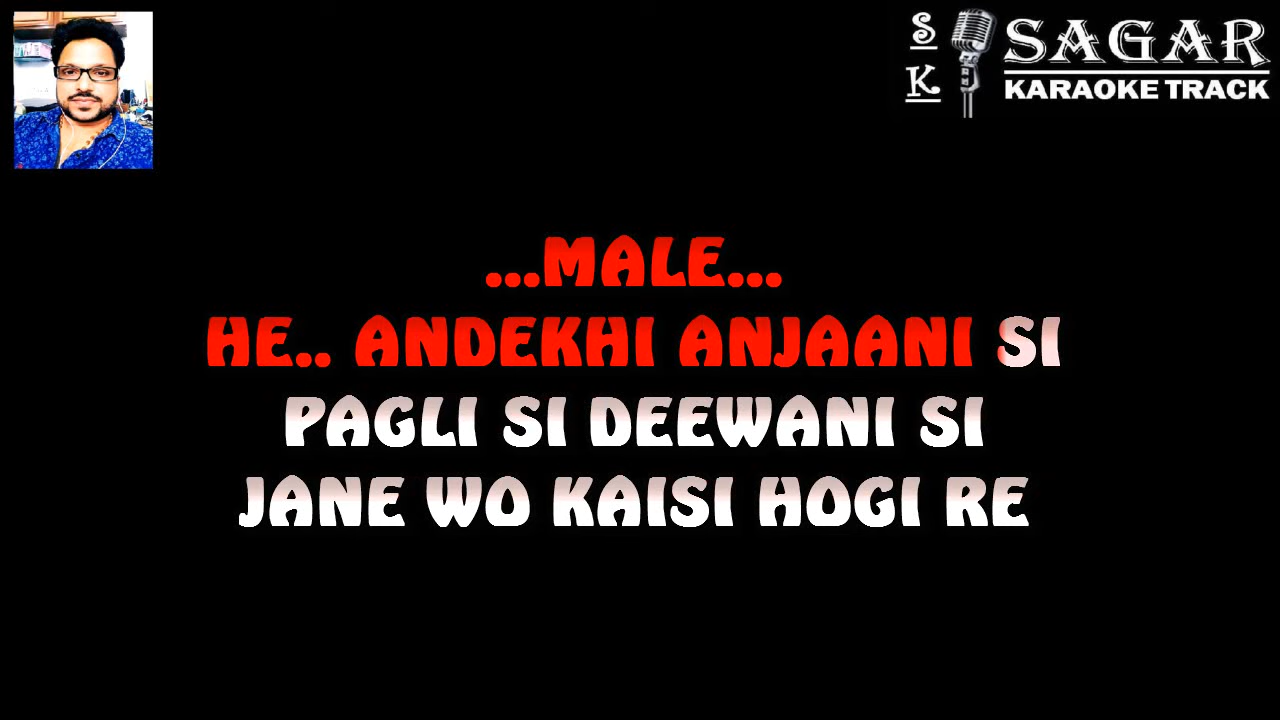 S
K
SAGAR
KARAOKE TRACK
...MALE...
HE.. ANDEKHI ANJAANI SI
PAGLI SI DEEWANI SI
JANE WO KAISI HOGI RE